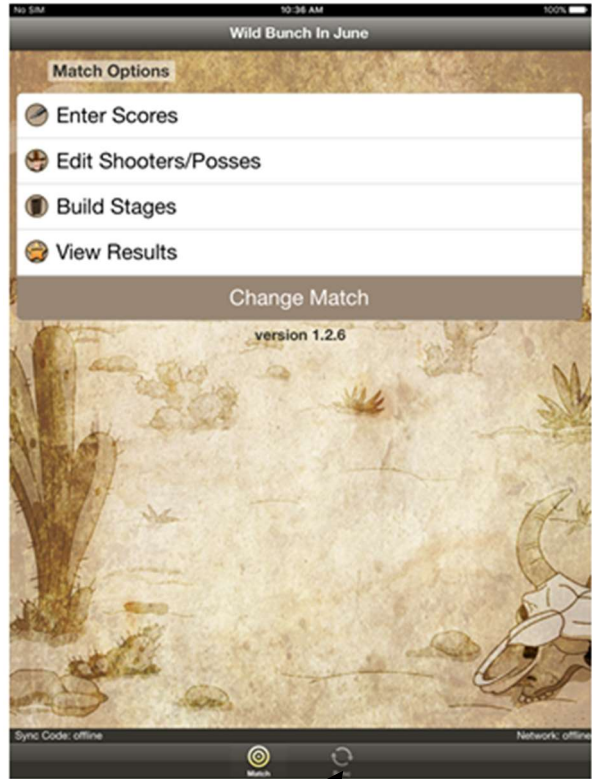 No SIM 10:36 AM 100%
Wild Bunch In June
Match Options
Enter Scores
Edit Shooters/Posses
Build Stages
View Results
Change Match
version 1.2.6
Sync Code: offline Network: offline
Match